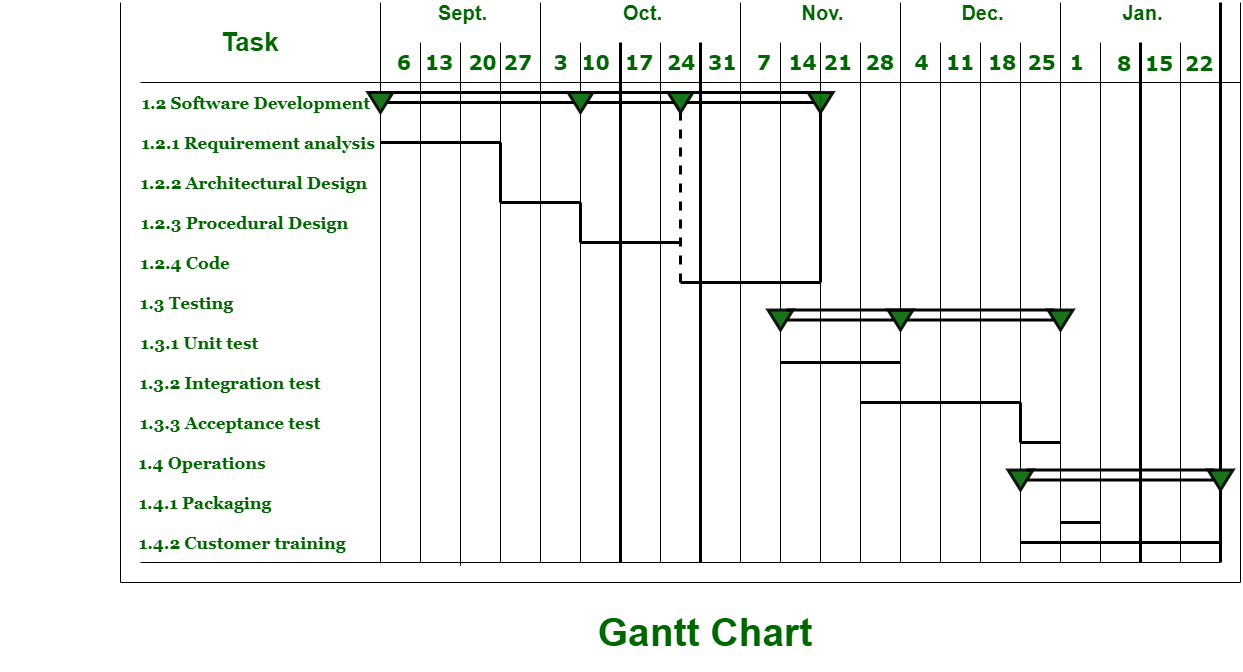 Sept. Oct. Nov. Dec. Jan.
Task
6 13 20 27 3 10 17 24 31 7 14 21 28 4 11 18 25 1 8 15 22
1.2 Software Development
1.2.1 Requirement analysis
1.2.2 Architectural Design
1.2.3 Procedural Design
1.2.4 Code
1.3 Testing
1.3.1 Unit test
1.3.2 Integration test
1.3.3 Acceptance test
1.4 Operations
1.4.1 Packaging
1.4.2 Customer training
Gantt Chart